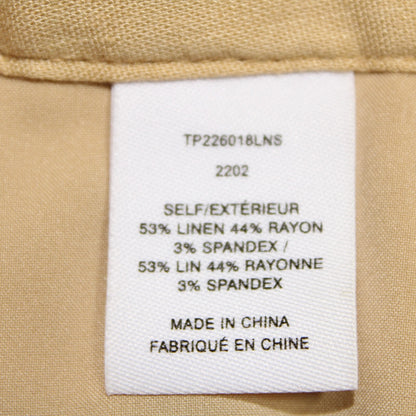 TP226018LNS
2202
SELF/EXTÉRIEUR
53% LINEN 44% RAYON
3% SPANDEX /
53% LIN 44% RAYONNE
3% SPANDEX
MADE IN CHINA
FABRIQUÉ EN CHINE